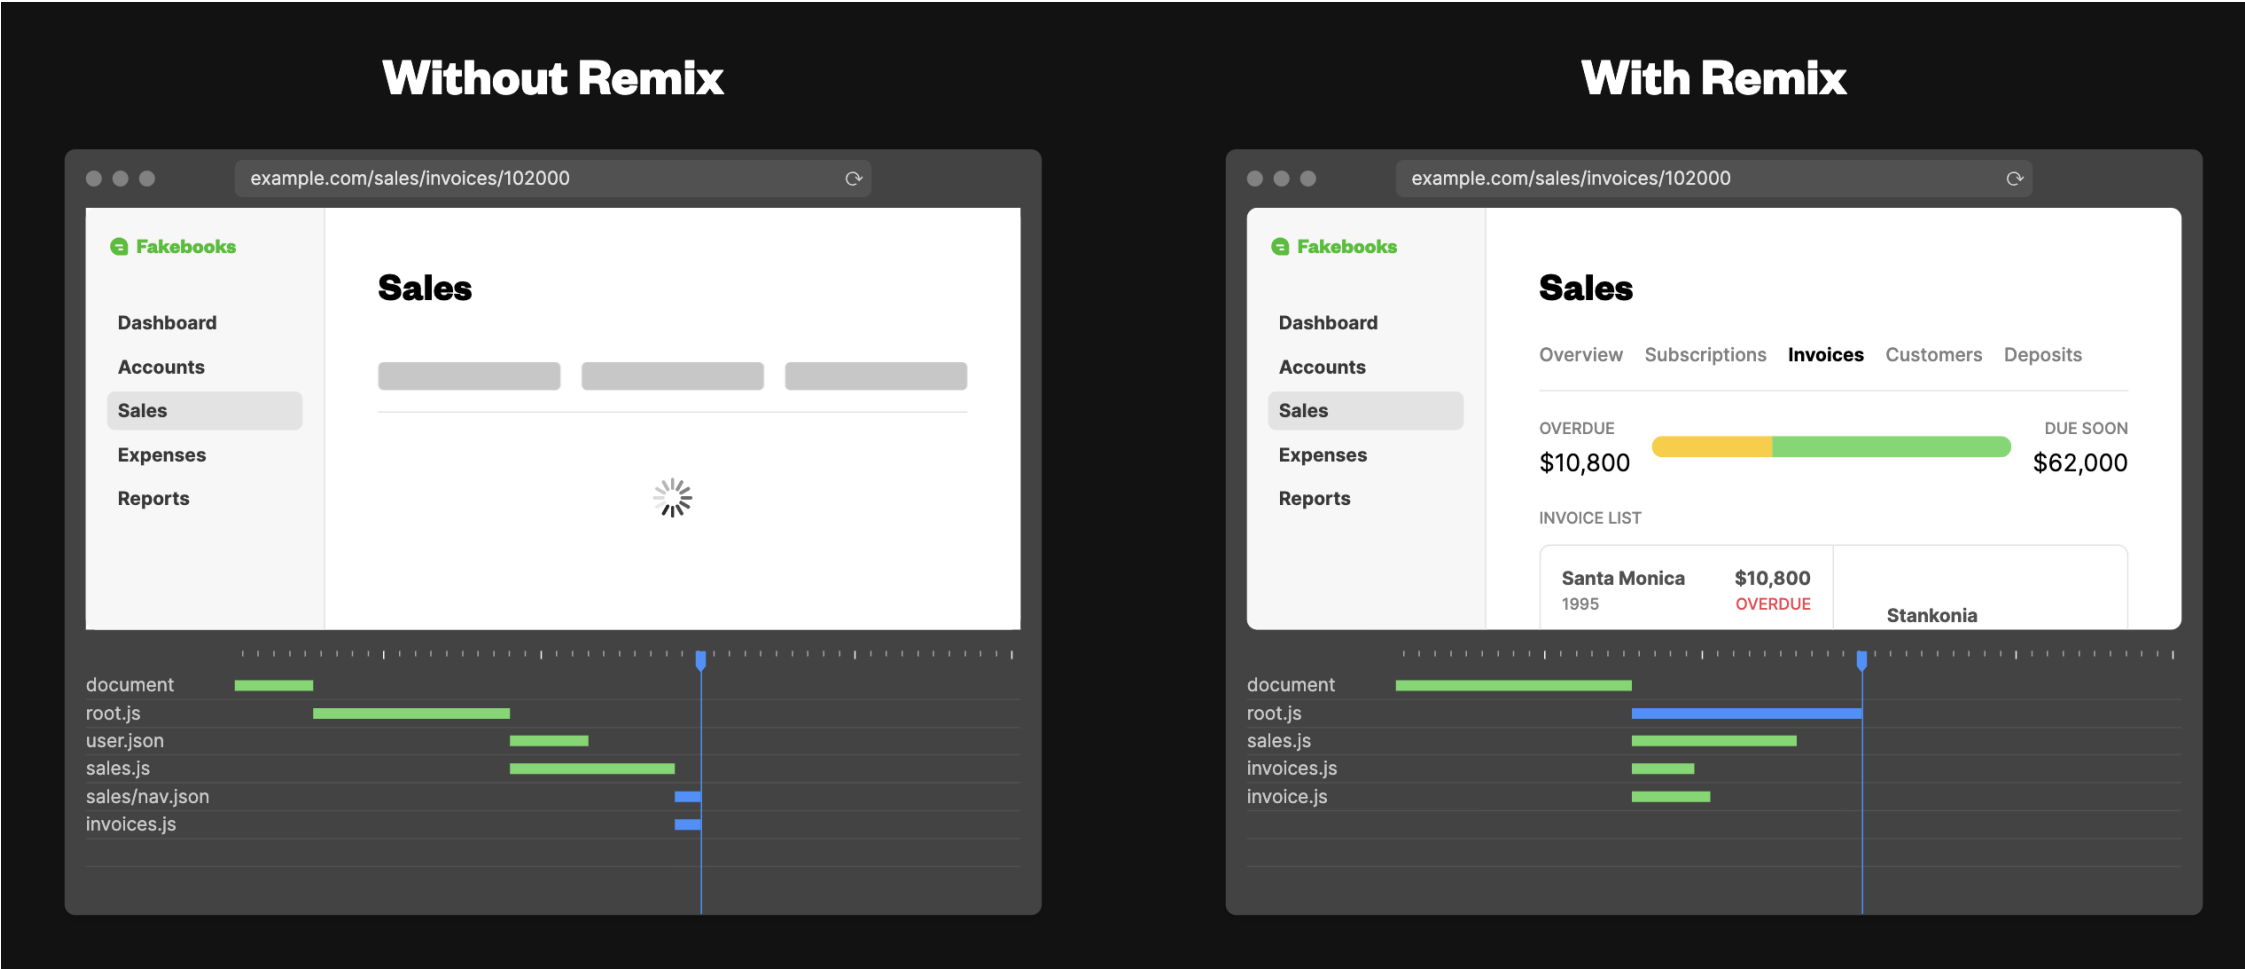 Without Remix
example.com/sales/invoices/102000
Fakebooks
Dashboard
Accounts
Sales
Expenses
Reports
Sales
document
root.js
user.json
sales.js
sales/nav.json
invoices.js
With Remix
example.com/sales/invoices/102000
Fakebooks
Dashboard
Accounts
Sales
Expenses
Reports
Sales
Overview Subscriptions Invoices Customers Deposits
OVERDUE DUE SOON
$10,800 $62,000
INVOICE LIST
Santa Monica $10,800
1995 OVERDUE
Stankonia
document
root.js
sales.js
invoices.js
invoice.js